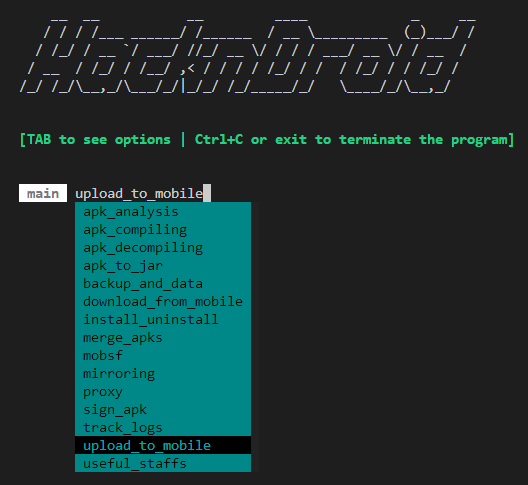 HacknDroid
[TAB to see options | Ctrl+C or exit to terminate the program]
main upload_to_mobile
apk_analysis
apk_compiling
apk_decompiling
apk_to_jar
backup_and_data
download_from_mobile
install_uninstall
merge_apks
mobsf
mirroring
proxy
sign_apk
track_logs
upload_to_mobile
useful_staffs